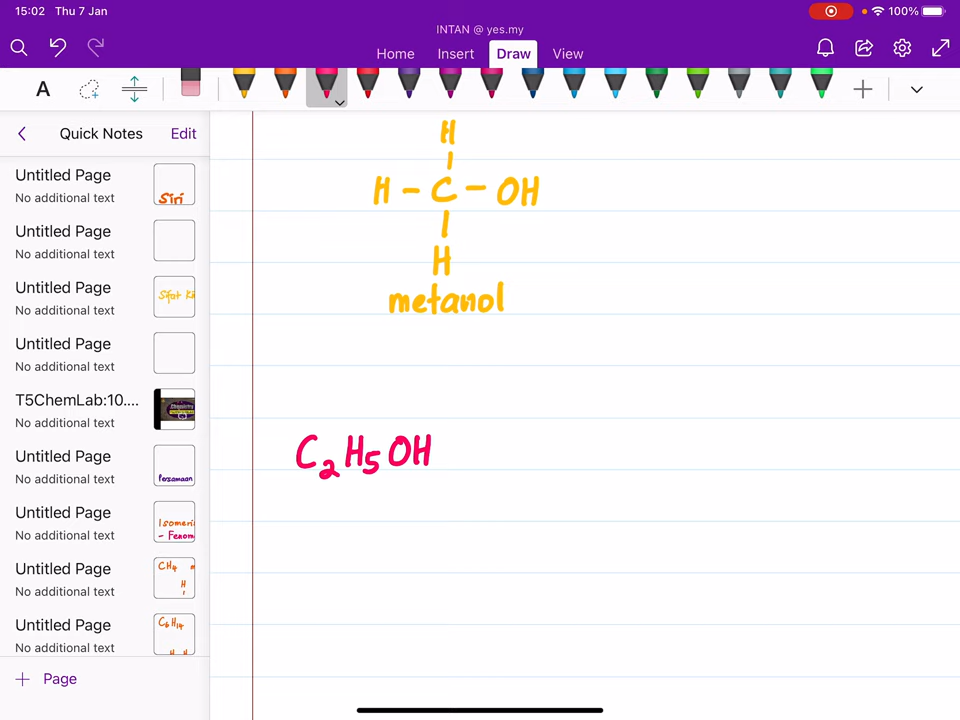 15:02 Thu 7 Jan
100%
INTAN @ yes.my
Home Insert Draw View
A
Quick Notes Edit
Untitled Page
No additional text
Siri
Untitled Page
No additional text
Untitled Page
No additional text
Sifat Ki
Untitled Page
No additional text
T5ChemLab:10....
No additional text
Untitled Page
No additional text
Persamaan
Untitled Page
No additional text
Isomeri
- Fenom
Untitled Page
No additional text
CH4
H
Untitled Page
No additional text
C6H14
H H
+ Page
H
H - C - OH
H
metanol
C2H5OH